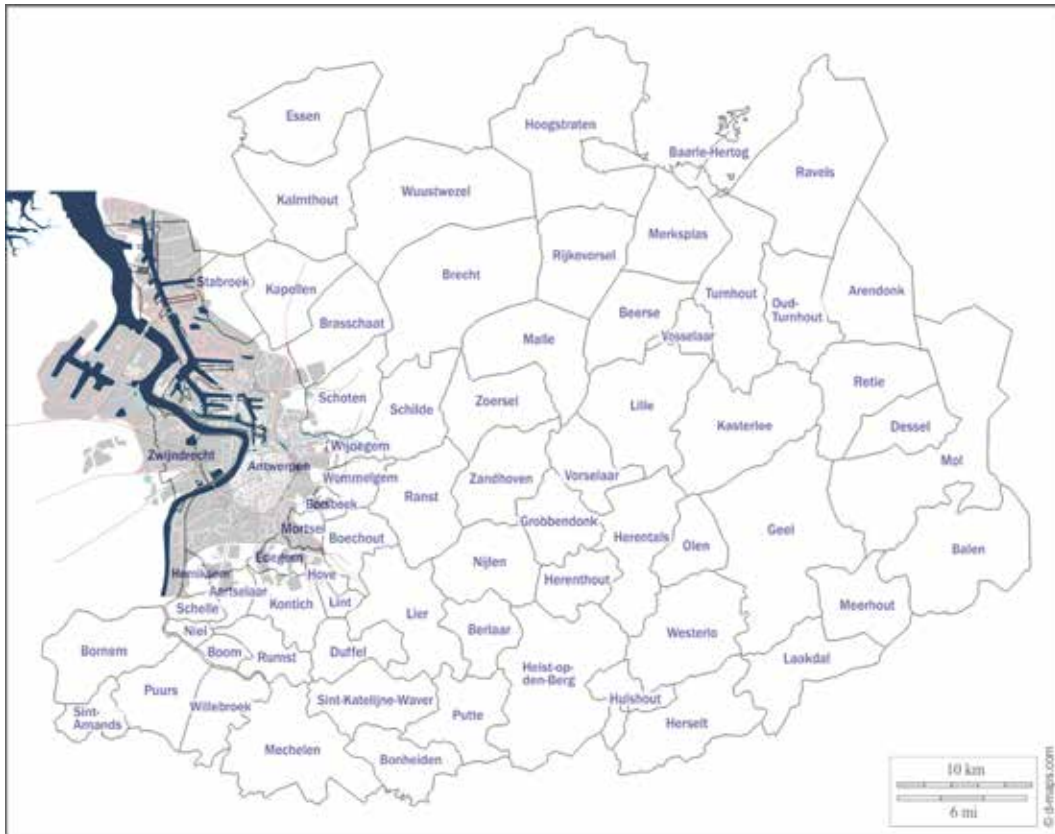 Essen
Hoogstraten
Baarle-Hertog
Ravels
Kalmthout
Wuustwezel
Merksplas
Rijkevorsel
Stabroek
Kapellen
Brecht
Turnhout
Oud-
Turnhout
Arendonk
Brasschaat
Beerse
Vosselaar
Malle
Schoten
Schilde
Zoersel
Lille
Kasterlee
Retie
Dessel
Mol
Zwijndrecht
Antwerpen
Wijnegem
Wommelgem
Ranst
Zandhoven
Vorselaar
Borsbeek
Mortsel
Boechout
Grobbendonk
Herentals
Olen
Geel
Balen
Edegem
Hove
Nijlen
Herenthout
Hemiksem
Aartselaar
Kontich
Lint
Lier
Schelle
Meerhout
Niel
Boom
Rumst
Duffel
Berlaar
Westerlo
Laakdal
Bornem
Puurs
Willebroek
Sint-Katelijne-Waver
Heist-op-
den-Berg
Hulshout
Sint-
Amands
Putte
Herselt
Mechelen
Bonheiden
10 km
6 mi
© d-maps.com